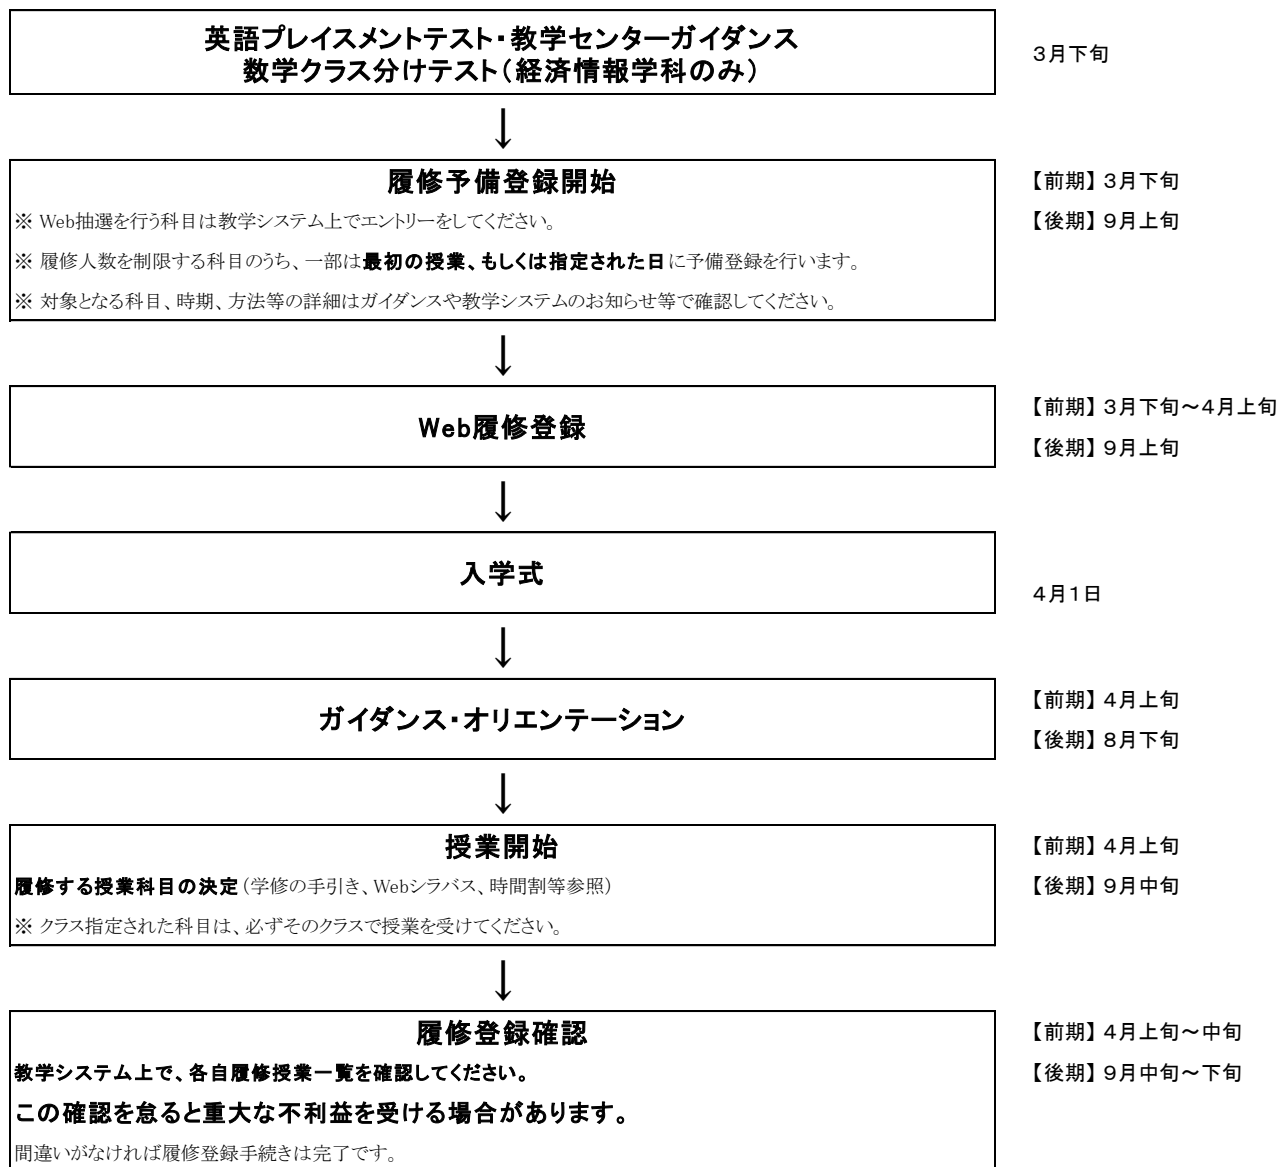 英語プレイスメントテスト・教学センターガイダンス
数学クラス分けテスト（経済情報学科のみ）
３月下旬
↓
履修予備登録開始
※ Web抽選を行う科目は教学システム上でエントリーをしてください。
※ 履修人数を制限する科目のうち、一部は最初の授業、もしくは指定された日に予備登録を行います。
※ 対象となる科目、時期、方法等の詳細はガイダンスや教学システムのお知らせ等で確認してください。
【前期】３月下旬
【後期】９月上旬
↓
Web履修登録
【前期】３月下旬～４月上旬
【後期】９月上旬
↓
入学式
４月１日
↓
ガイダンス・オリエンテーション
【前期】４月上旬
【後期】８月下旬
↓
授業開始
履修する授業科目の決定（学修の手引き、Webシラバス、時間割等参照）
※ クラス指定された科目は、必ずそのクラスで授業を受けてください。
【前期】４月上旬
【後期】９月中旬
↓
履修登録確認
教学システム上で、各自履修授業一覧を確認してください。
この確認を怠ると重大な不利益を受ける場合があります。
間違いがなければ履修登録手続きは完了です。
【前期】４月上旬～中旬
【後期】９月中旬～下旬